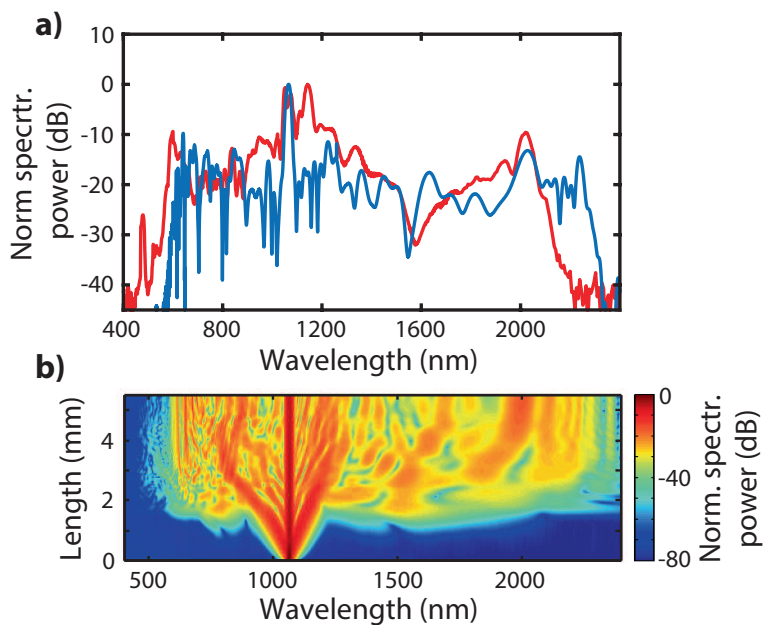 a)
10
0
-10
-20
-30
-40
Norm specrtr.
power (dB)
400 800 1200 1600 2000
Wavelength (nm)
b)
4
2
0
Length (mm)
500 1000 1500 2000
Wavelength (nm)
0
-40
-80
Norm. spectr.
power (dB)